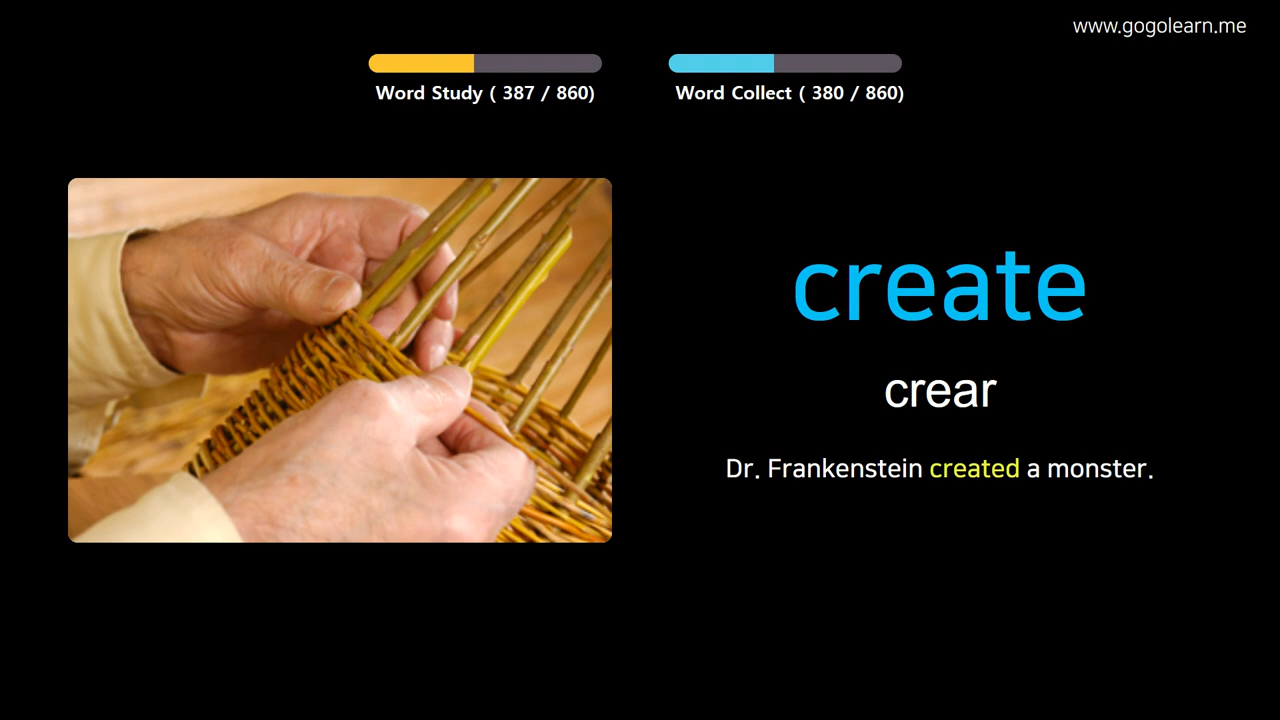 www.gogolearn.me
Word Study ( 387 / 860)
Word Collect ( 380 / 860)
create
crear
Dr. Frankenstein created a monster.